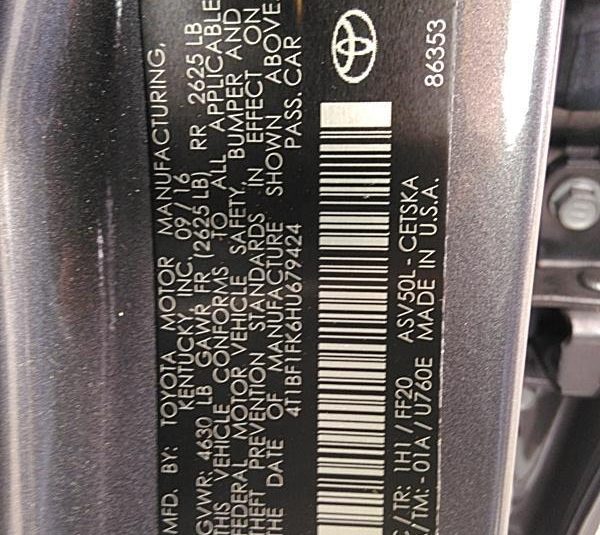 MFD. BY: TOYOTA MOTOR MANUFACTURING,
KENTUCKY, INC. 09/16
GVWR: 4630 LB GAWR FR (2625 LB) RR 2625 LB
THIS VEHICLE CONFORMS TO ALL APPLICABLE
FEDERAL MOTOR VEHICLE SAFETY, BUMPER AND
THEFT PREVENTION STANDARDS IN EFFECT ON
THE DATE OF MANUFACTURE SHOWN ABOVE.
4T1BF1FK6HU679424 PASS. CAR
C/TR: 1H1/FF20 ASV50L-CETSKA
A/TM: -01A/U760E MADE IN U.S.A.
86353